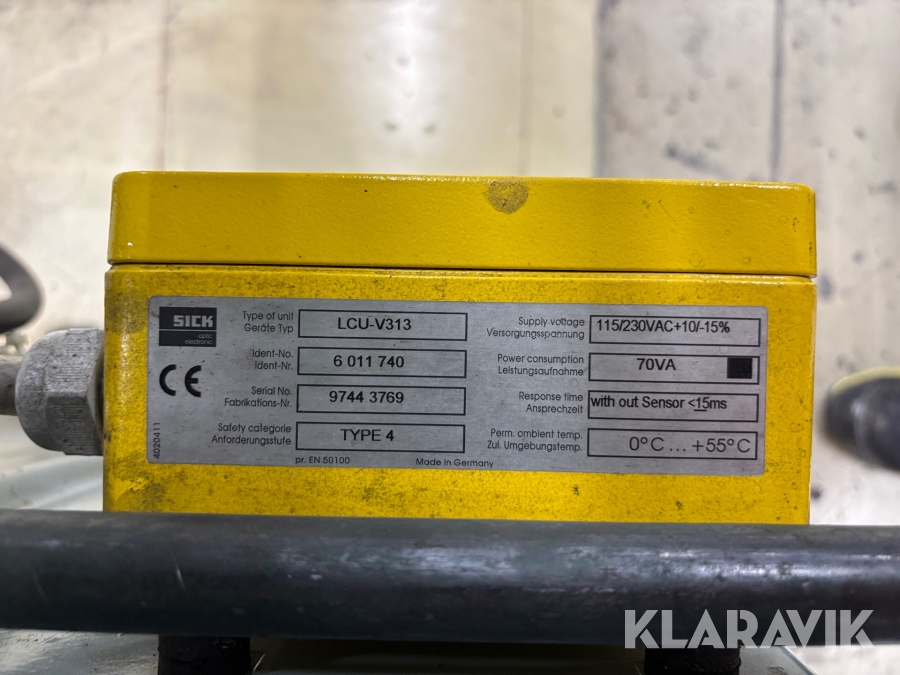 SICK
optic
electronic
CE
4020411
Type of unit
Geräte Typ
LCU-V313
Ident-No.
Ident-Nr.
6 011 740
Serial No.
Fabrikations-Nr.
9744 3769
Safety categorie
Anforderungsstufe
TYPE 4
pr. EN 50100
Made in Germany
Supply voltage
Versorgungsspannung
115/230VAC+10/-15%
Power consumption
Leistungsaufnahme
70VA
Response time
Ansprechzeit
with out Sensor <15ms
Perm. ambient temp.
Zul. Umgebungstemp.
0°C ... +55°C
KLARAVIK